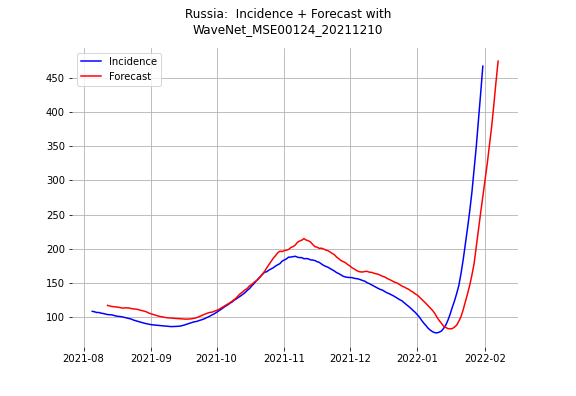 Russia:  Incidence + Forecast with
WaveNet_MSE00124_20211210
Incidence
Forecast
450
400
350
300
250
200
150
100
2021-08 2021-09 2021-10 2021-11 2021-12 2022-01 2022-02